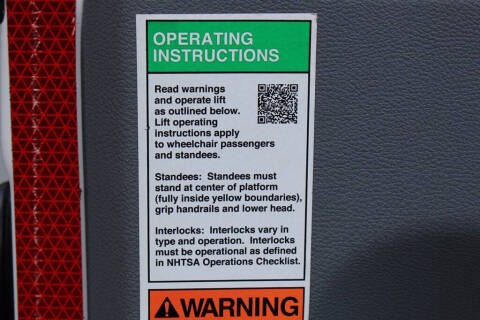 OPERATING
INSTRUCTIONS
Read warnings
and operate lift
as outlined below.
Lift operating
instructions apply
to wheelchair passengers
and standees.
Standees: Standees must
stand at center of platform
(fully inside yellow boundaries),
grip handrails and lower head.
Interlocks: Interlocks vary in
type and operation. Interlocks
must be operational as defined
in NHTSA Operations Checklist.
WARNING